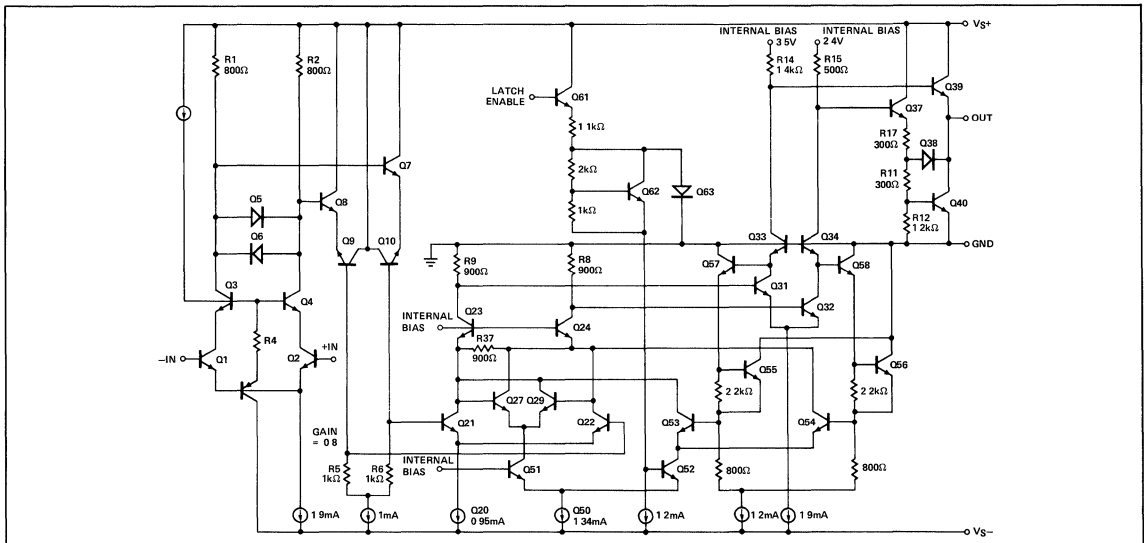 INTERNAL BIAS
INTERNAL BIAS
VS+
3 5V
2 4V
R1
800Ω
R2
800Ω
R14
1 4kΩ
R15
500Ω
LATCH
ENABLE
Q61
Q39
Q37
OUT
1 1kΩ
R17
300Ω
Q38
Q7
2kΩ
R11
300Ω
Q8
Q62
Q63
Q5
1kΩ
Q40
Q6
Q9
Q10
R12
1 2kΩ
Q33
Q34
GND
R9
900Ω
R8
900Ω
Q57
Q58
Q3
Q4
Q31
Q32
INTERNAL
BIAS
Q23
Q24
R4
R37
900Ω
-IN
Q1
Q2
+IN
Q55
Q56
2 2kΩ
2 2kΩ
Q27
Q29
Q21
Q22
Q53
Q54
GAIN
= 0 8
INTERNAL
BIAS
R5
1kΩ
R6
1kΩ
Q51
Q52
800Ω
800Ω
1 9mA
1mA
Q20
0 95mA
Q50
1 34mA
1 2mA
1 2mA
1 9mA
VS-